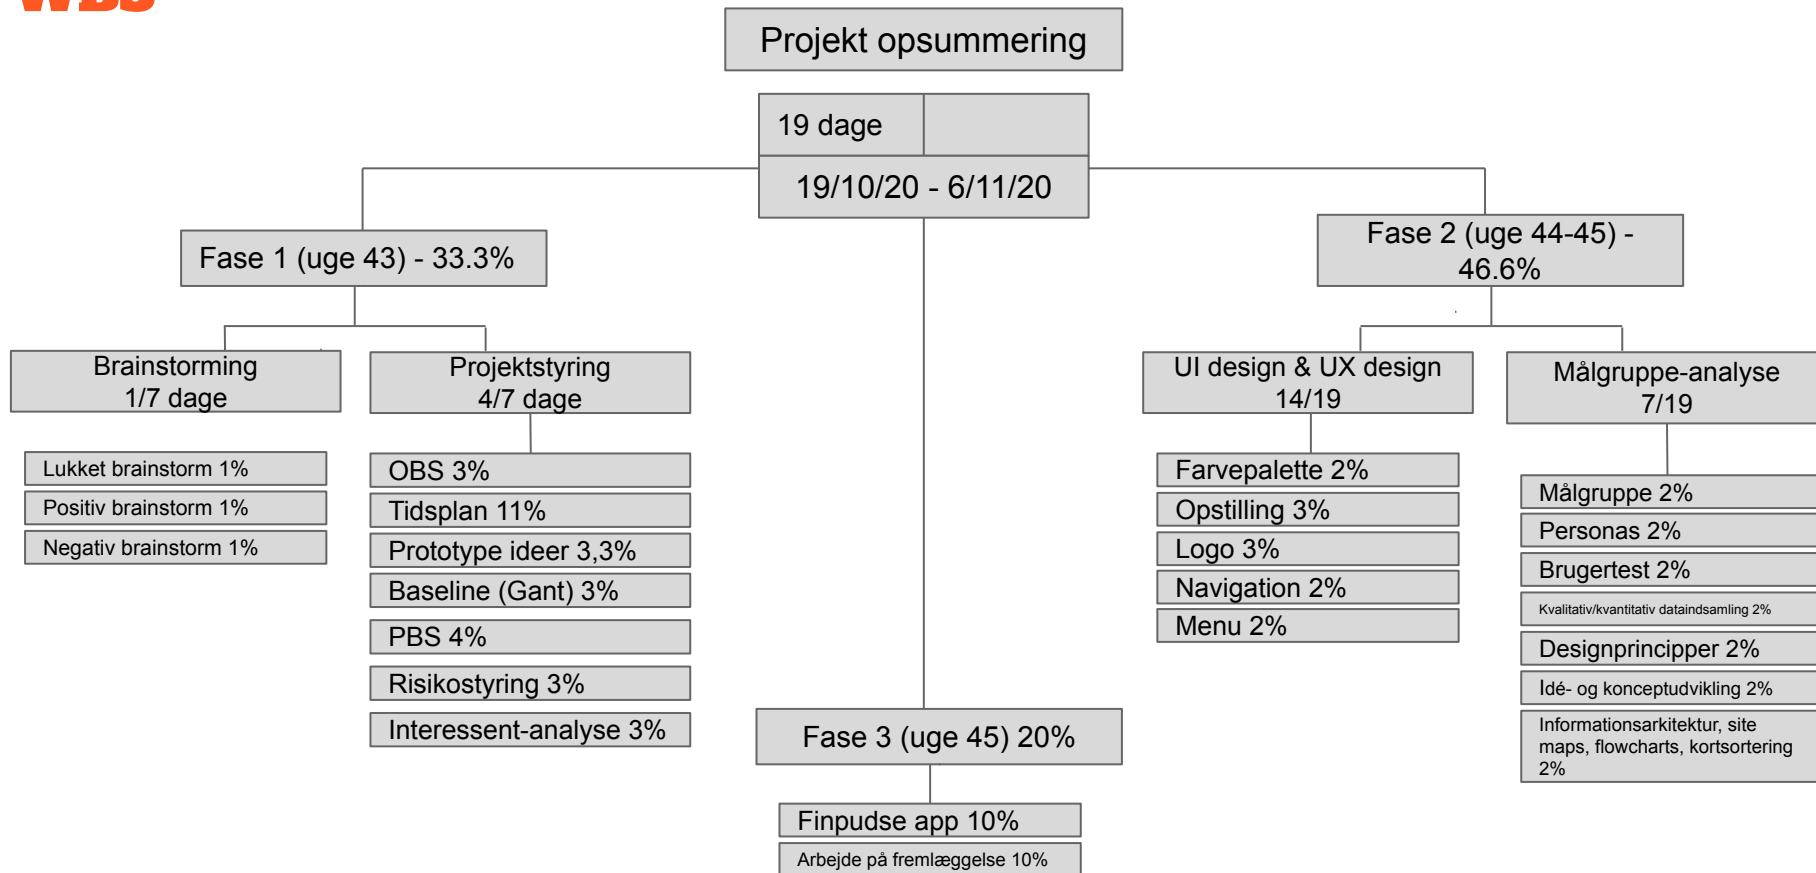 WBS
Projekt opsummering
19 dage
19/10/20 - 6/11/20
Fase 1 (uge 43) - 33.3%
Brainstorming
1/7 dage
Lukket brainstorm 1%
Positiv brainstorm 1%
Negativ brainstorm 1%
Projektstyring
4/7 dage
OBS 3%
Tidsplan 11%
Prototype ideer 3,3%
Baseline (Gant) 3%
PBS 4%
Risikostyring 3%
Interessent-analyse 3%
Fase 2 (uge 44-45) -
46.6%
UI design & UX design
14/19
Farvepalette 2%
Opstilling 3%
Logo 3%
Navigation 2%
Menu 2%
Målgruppe-analyse
7/19
Målgruppe 2%
Personas 2%
Brugertest 2%
Kvalitativ/kvantitativ dataindsamling 2%
Designprincipper 2%
Idé- og konceptudvikling 2%
Informationsarkitektur, site
maps, flowcharts, kortsortering
2%
Fase 3 (uge 45) 20%
Finpudse app 10%
Arbejde på fremlæggelse 10%